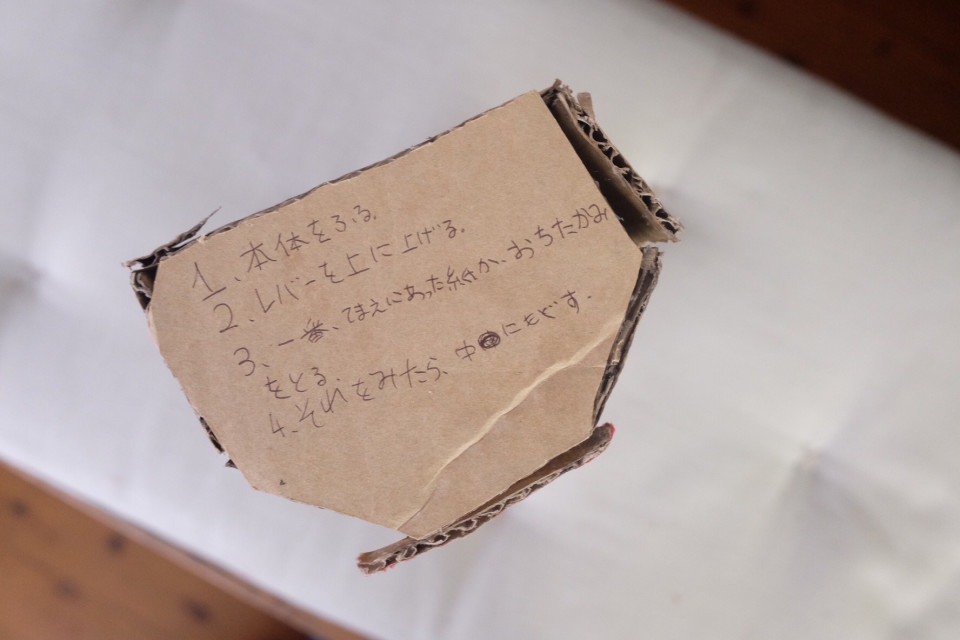 1、本体をふる。
2、レバーを上に上げる。
3、一番、てまえにあった紙か、おちたかみ
をとる。
4、それをみたら、中にもどす。